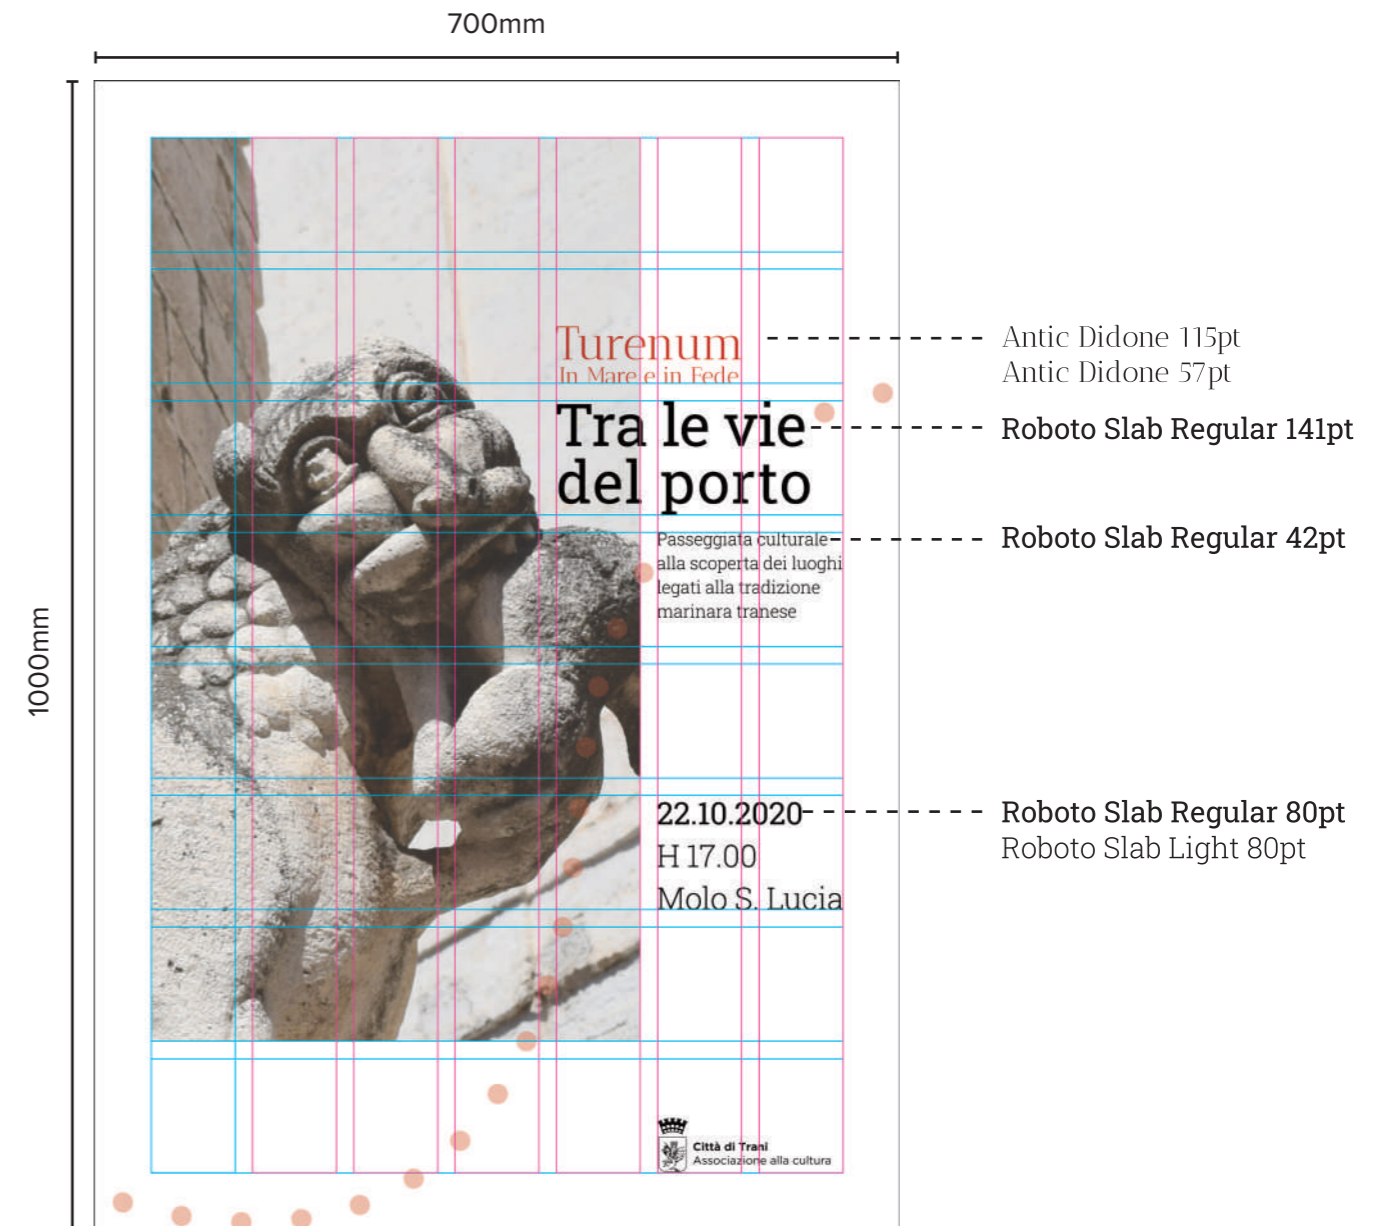 700mm
1000mm
Turenum
In Mare e in Fede
Tra le vie
del porto
Passeggiata culturale
alla scoperta dei luoghi
legati alla tradizione
marinara tranese
22.10.2020
H 17.00
Molo S. Lucia
Città di Trani
Associazione alla cultura
Antic Didone 115pt
Antic Didone 57pt
Roboto Slab Regular 141pt
Roboto Slab Regular 42pt
Roboto Slab Regular 80pt
Roboto Slab Light 80pt